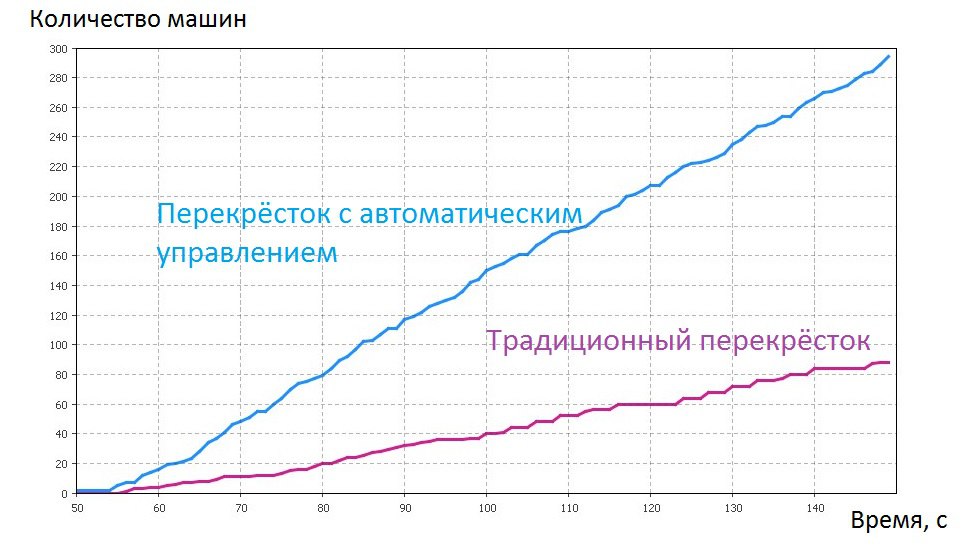 Количество машин
300
280
260
240
220
200
180
160
140
120
100
80
60
40
20
0
Перекрёсток с автоматическим
управлением
Традиционный перекрёсток
50 60 70 80 90 100 110 120 130 140
Время, с